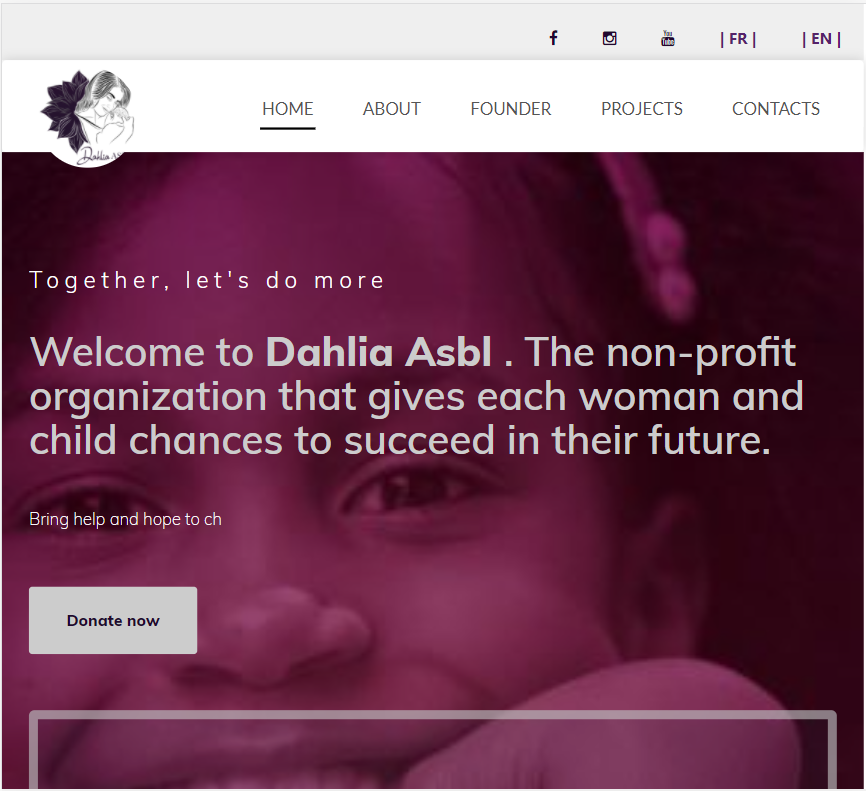 You
Tube
| FR |
| EN |
Dahlia
HOME
ABOUT
FOUNDER
PROJECTS
CONTACTS
Together, let's do more
Welcome to Dahlia Asbl . The non-profit
organization that gives each woman and
child chances to succeed in their future.
Bring help and hope to ch
Donate now